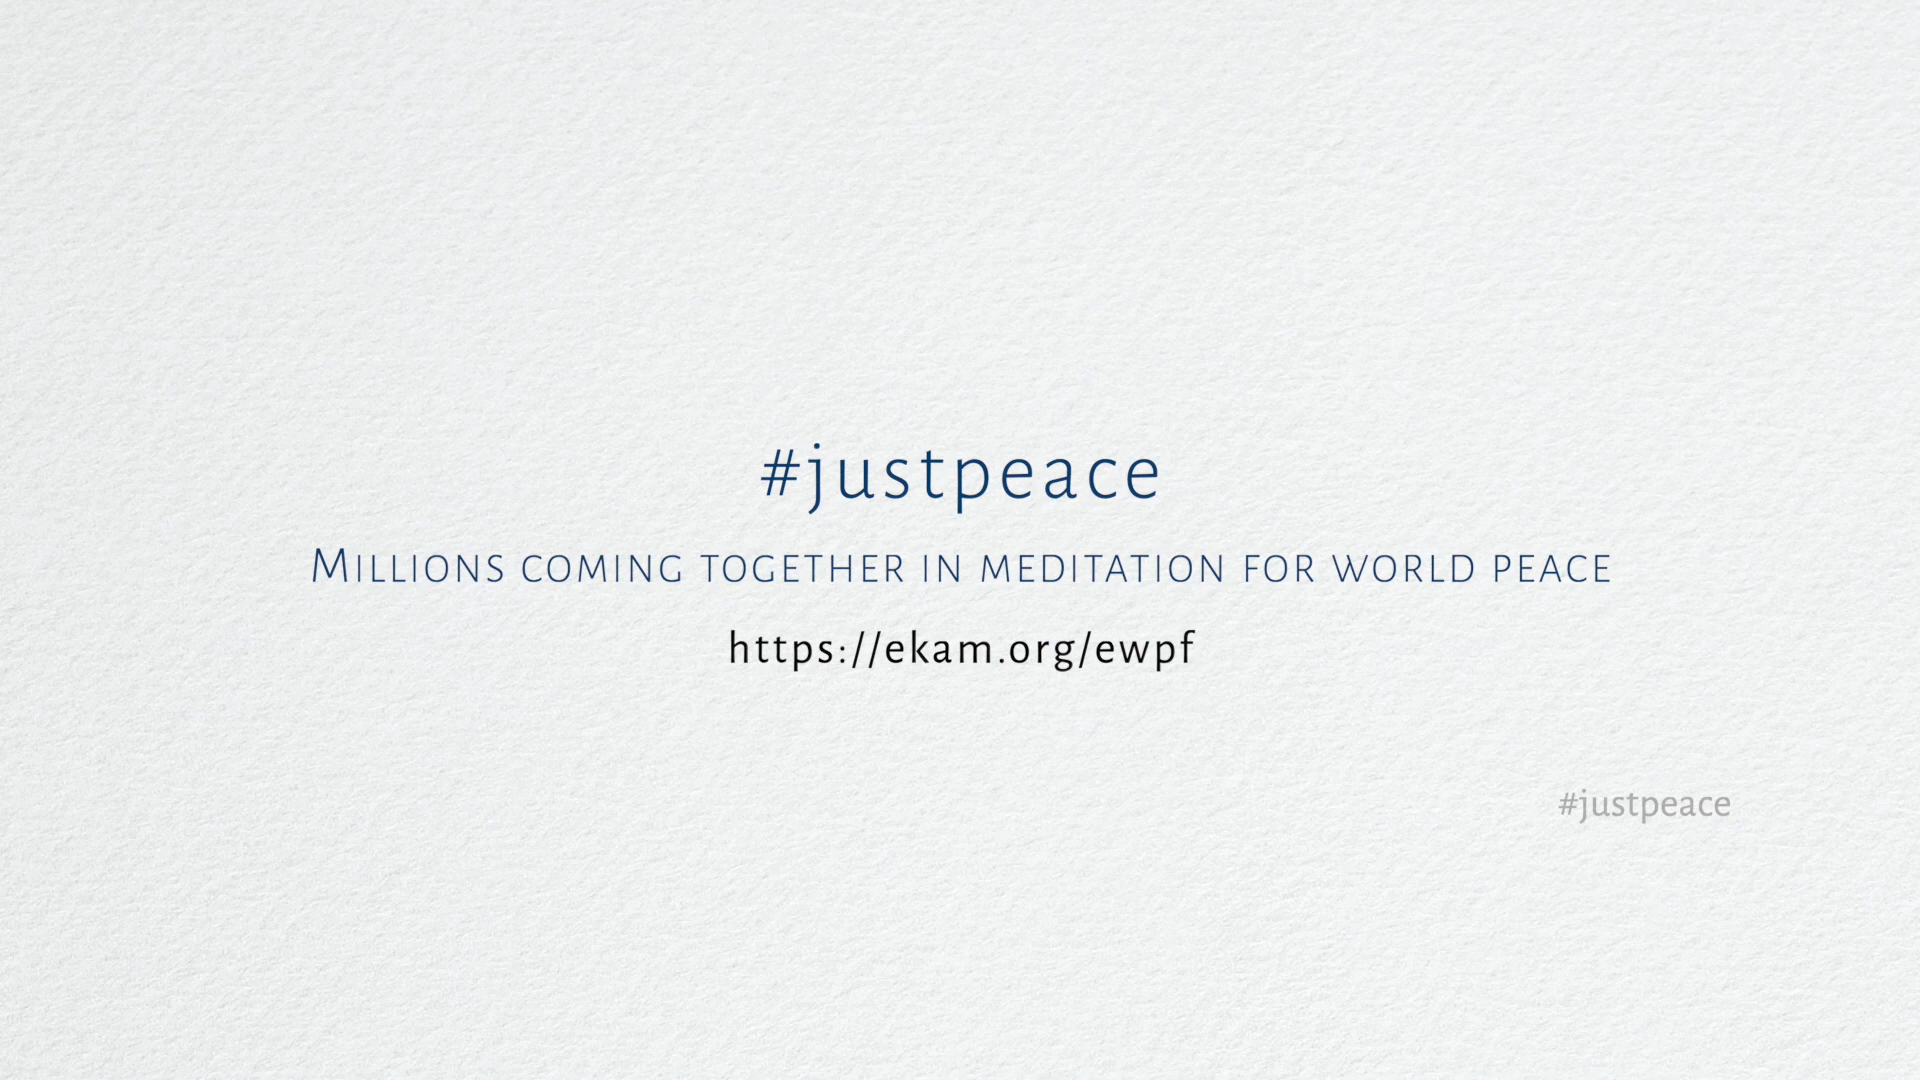 #justpeace
Millions coming together in meditation for world peace
https://ekam.org/ewpf
#justpeace